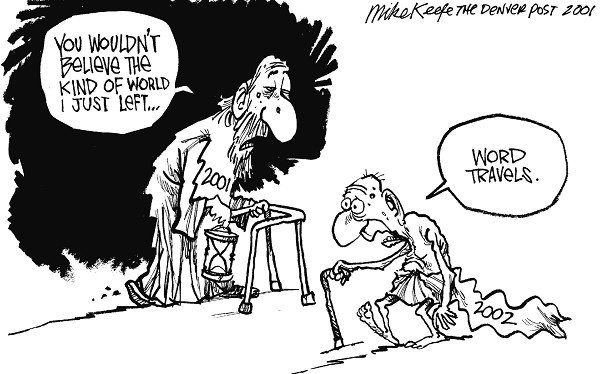 Mike Keefe THE DENVER POST 2001
YOU WOULDN'T
BELIEVE THE
KIND OF WORLD
I JUST LEFT...
2001
WORD
TRAVELS.
2002